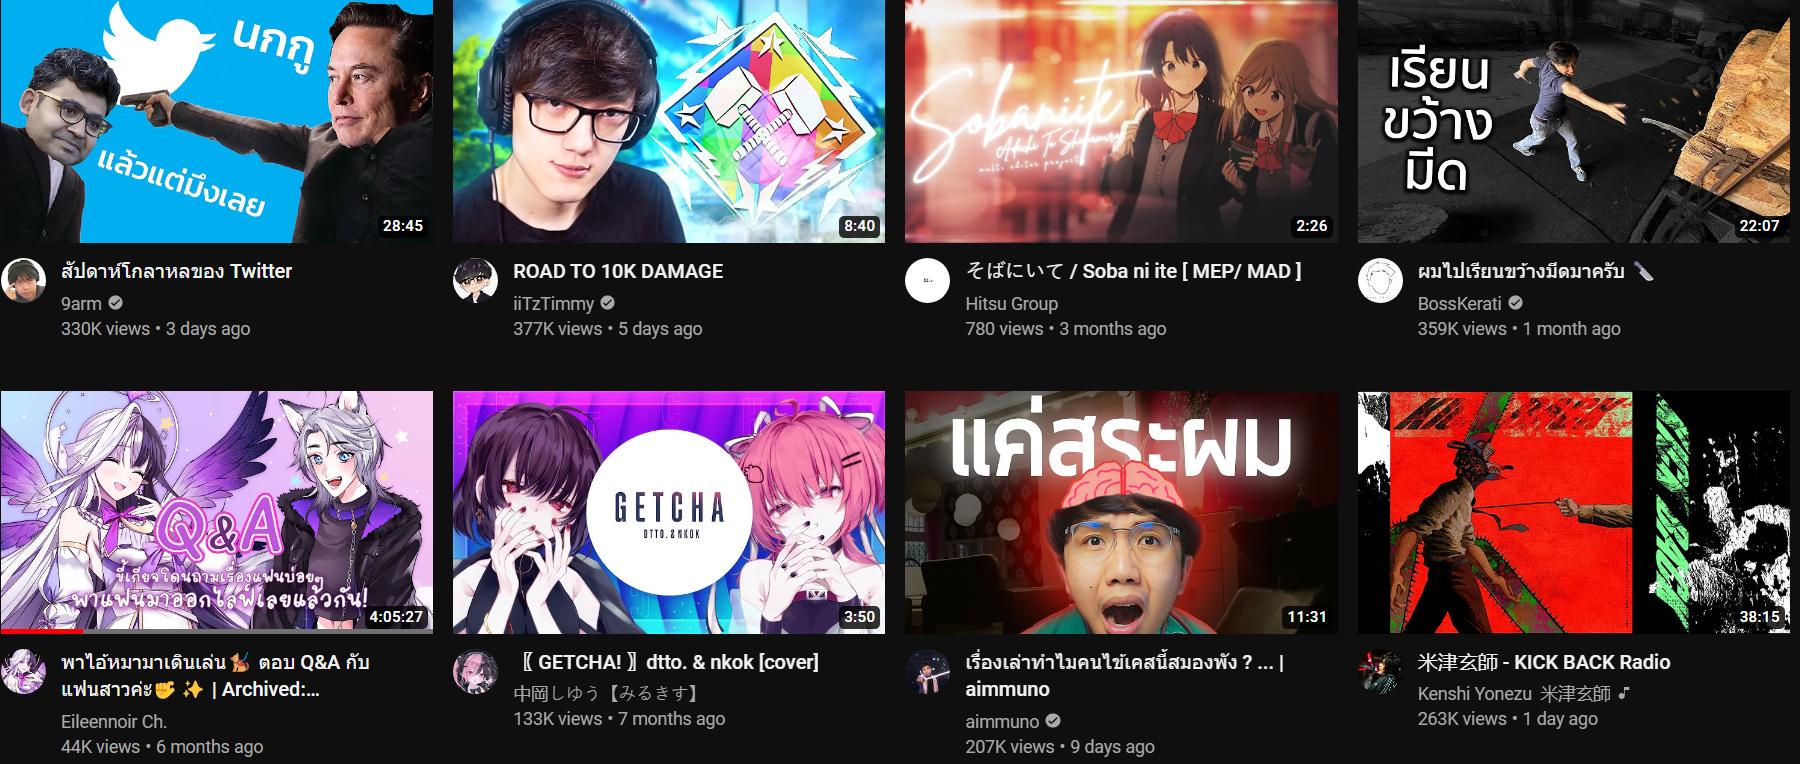 นกกู
แล้วแต่มึงเลย
28:45
สัปดาห์โกลาหลของ Twitter
9arm
330K views • 3 days ago
8:40
ROAD TO 10K DAMAGE
iiTzTimmy
377K views • 5 days ago
Sobaniite
Adachi To Shimamura
multi editor project
2:26
そばにいて / Soba ni ite [ MEP/ MAD ]
Hitsu Group
780 views • 3 months ago
เรียน
ขว้าง
มีด
22:07
ผมไปเรียนขว้างมีดมาครับ 🔪
BossKerati
359K views • 1 month ago
Q&A
ขี้เกียจโดนถามเรื่องแฟนบ่อยๆ
พาแฟนมาออกไลฟ์เลยแล้วกัน!
4:05:27
พาไอ้หมามาเดินเล่น🐕‍🦺 ตอบ Q&A กับ
แฟนสาวค่ะ✊ ✨ | Archived:...
Eileennoir Ch.
44K views • 6 months ago
GETCHA
DTTO. & NKOK
3:50
〖 GETCHA! 〗dtto. & nkok [cover]
中岡しゆう【みるきす】
133K views • 7 months ago
แค่สระผม
11:31
เรื่องเล่าทำไมคนไข้เคสนี้สมองพัง ? ... |
aimmuno
aimmuno
207K views • 9 days ago
KICK BACK
38:15
米津玄師 - KICK BACK Radio
Kenshi Yonezu 米津玄師
263K views • 1 day ago